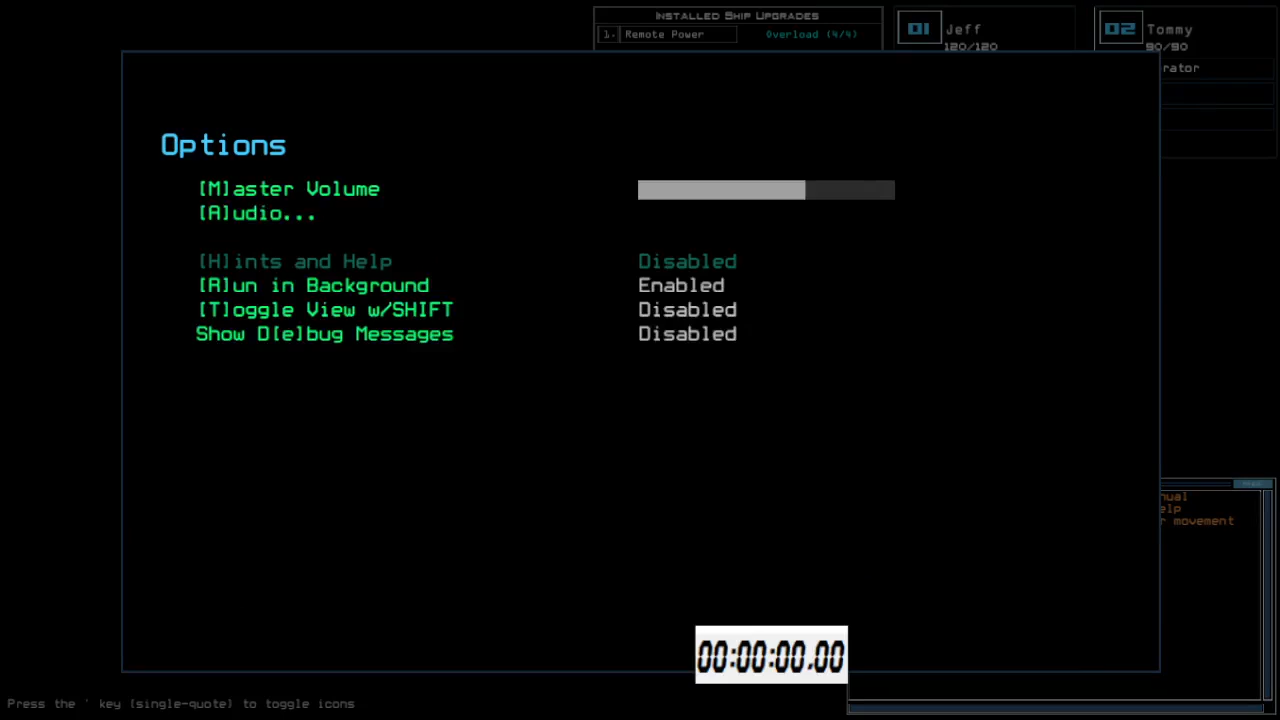 Installed Ship Upgrades
1. Remote Power Overload (4/4)
01 Jeff
120/120
02 Tommy
90/90
rator
Options
[M]aster Volume
[A]udio...
[H]ints and Help Disabled
[R]un in Background Enabled
[T]oggle View w/SHIFT Disabled
Show D[e]bug Messages Disabled
nual
elp
r movement
00:00:00.00
Press the ' key (single-quote) to toggle icons